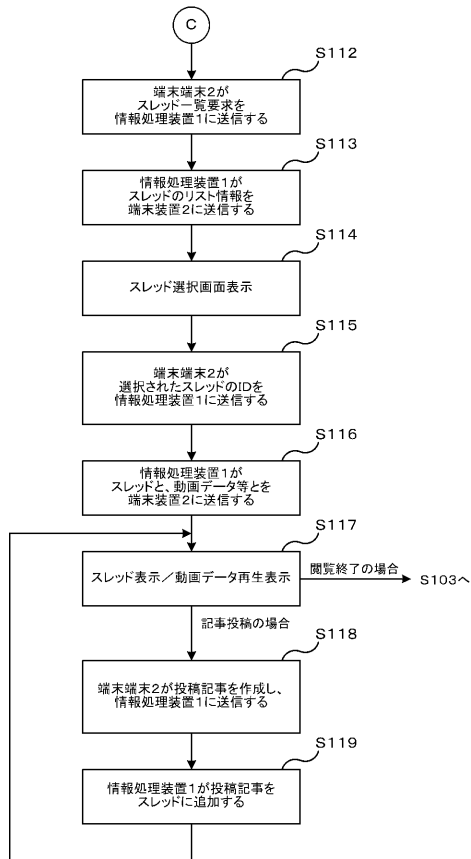 C
S112
端末端末2が
スレッド一覧要求を
情報処理装置1に送信する
S113
情報処理装置1が
スレッドのリスト情報を
端末装置2に送信する
S114
スレッド選択画面表示
S115
端末端末2が
選択されたスレッドのIDを
情報処理装置1に送信する
S116
情報処理装置1が
スレッドと、動画データ等とを
端末装置2に送信する
S117
スレッド表示/動画データ再生表示
閲覧終了の場合
S103へ
記事投稿の場合
S118
端末端末2が投稿記事を作成し、
情報処理装置1に送信する
S119
情報処理装置1が投稿記事を
スレッドに追加する